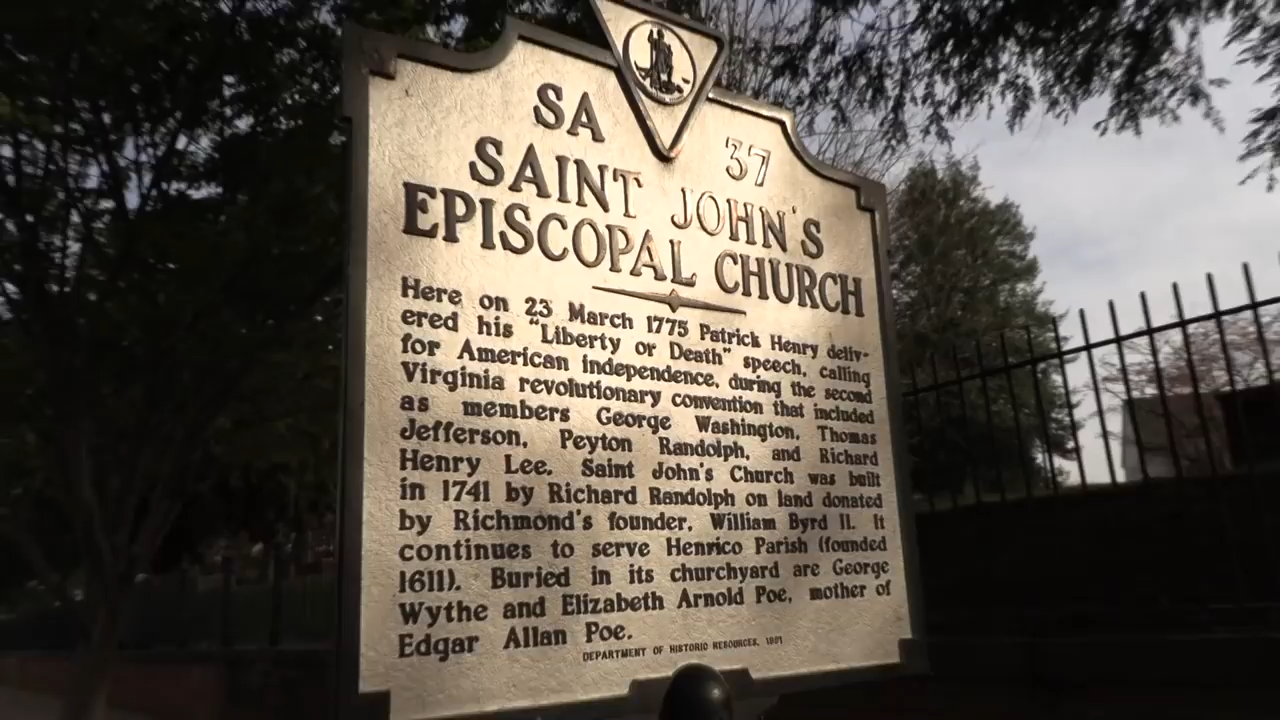 SA 37
SAINT JOHN'S
EPISCOPAL CHURCH
Here on 23 March 1775 Patrick Henry deliv-
ered his "Liberty or Death" speech, calling
for American independence, during the second
Virginia revolutionary convention that included
as members George Washington, Thomas
Jefferson, Peyton Randolph, and Richard
Henry Lee. Saint John's Church was built
in 1741 by Richard Randolph on land donated
by Richmond's founder, William Byrd II. It
continues to serve Henrico Parish (founded
1611). Buried in its churchyard are George
Wythe and Elizabeth Arnold Poe, mother of
Edgar Allan Poe.
DEPARTMENT OF HISTORIC RESOURCES,